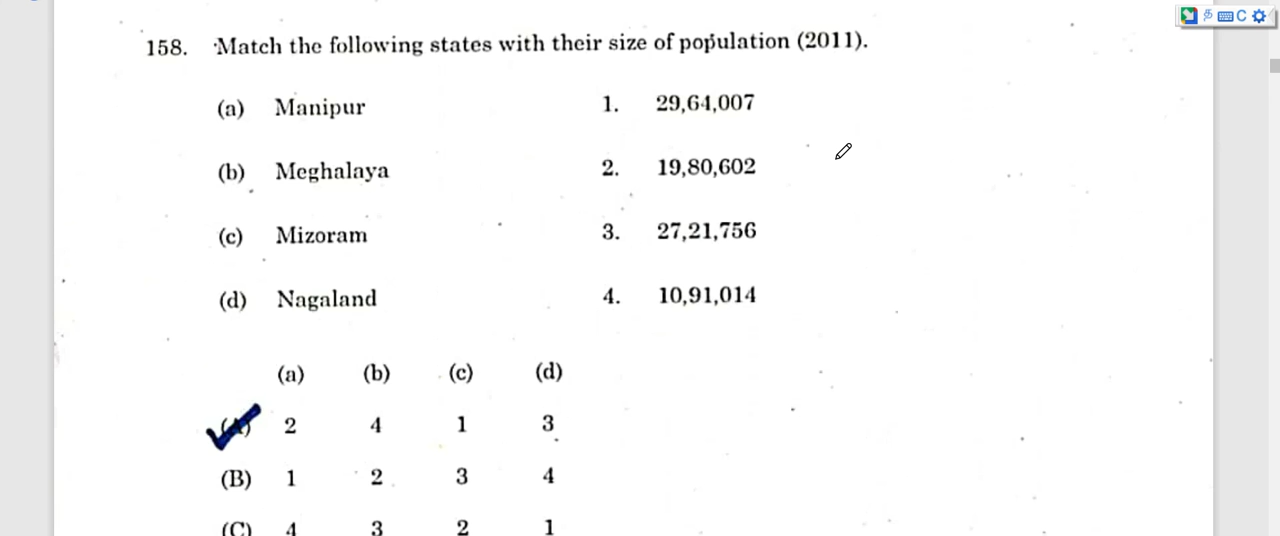 158. Match the following states with their size of population (2011).
(a) Manipur 1. 29,64,007
(b) Meghalaya 2. 19,80,602
(c) Mizoram 3. 27,21,756
(d) Nagaland 4. 10,91,014
(a) (b) (c) (d)
(A) 2 4 1 3
(B) 1 2 3 4
(C) 4 3 2 1